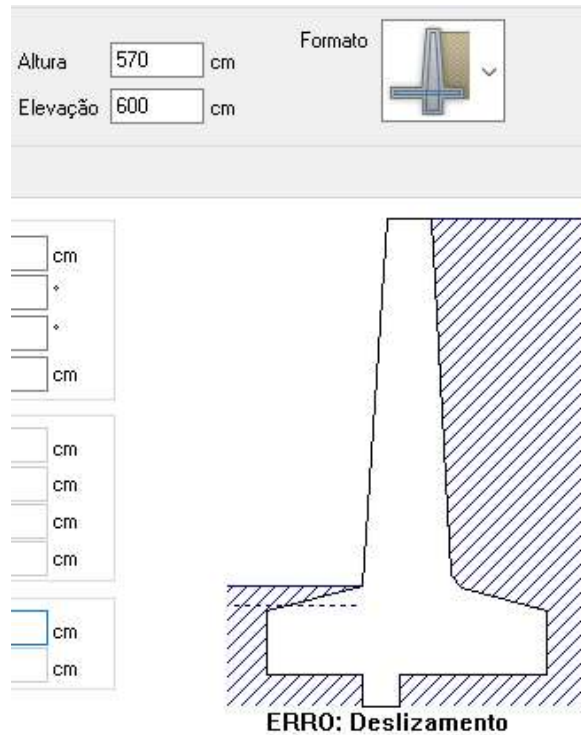 Formato
Altura 570 cm
Elevação 600 cm
cm
°
°
cm
cm
cm
cm
cm
cm
cm
ERRO: Deslizamento